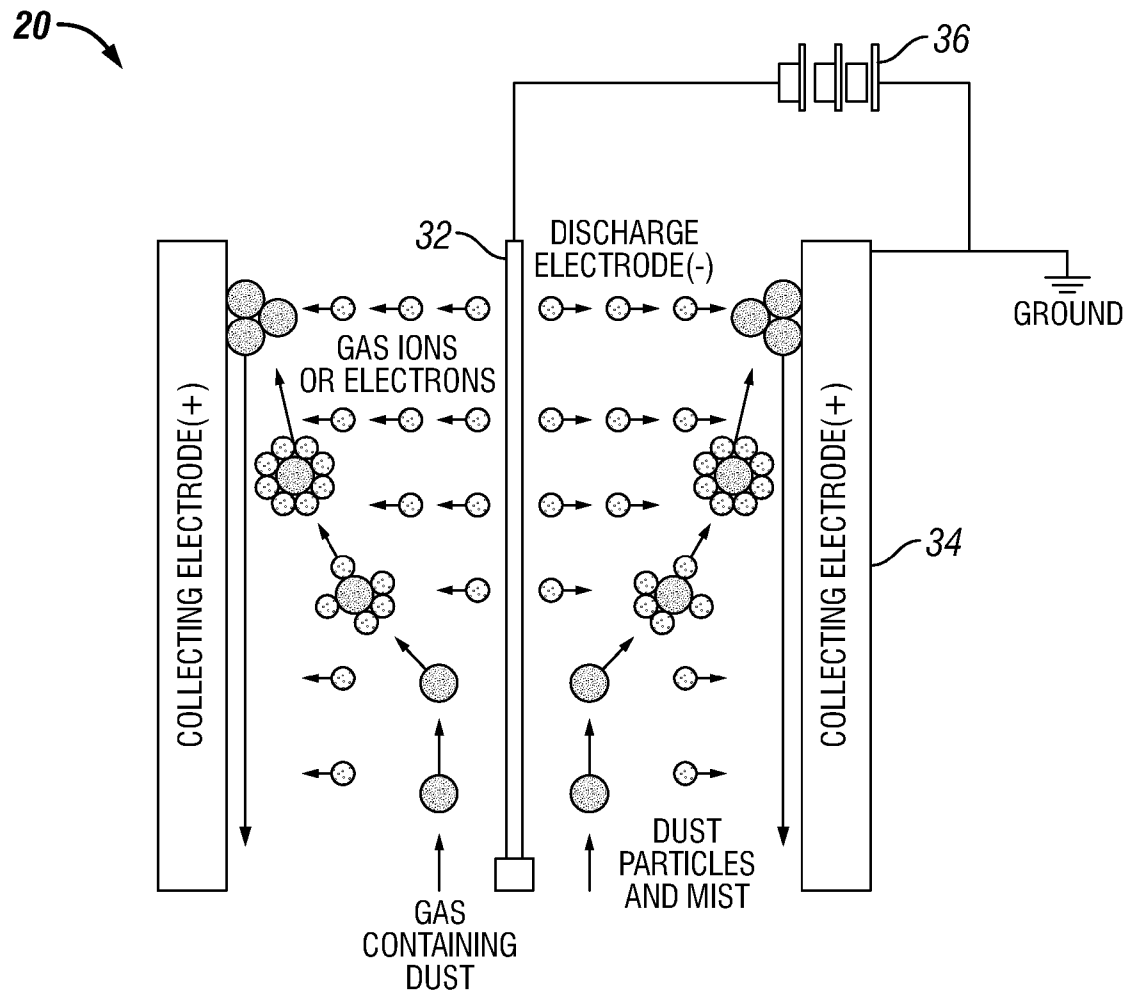 20
36
32
DISCHARGE
ELECTRODE(-)
GROUND
GAS IONS
OR ELECTRONS
COLLECTING ELECTRODE(+)
COLLECTING ELECTRODE(+)
34
DUST
PARTICLES
AND MIST
GAS
CONTAINING
DUST